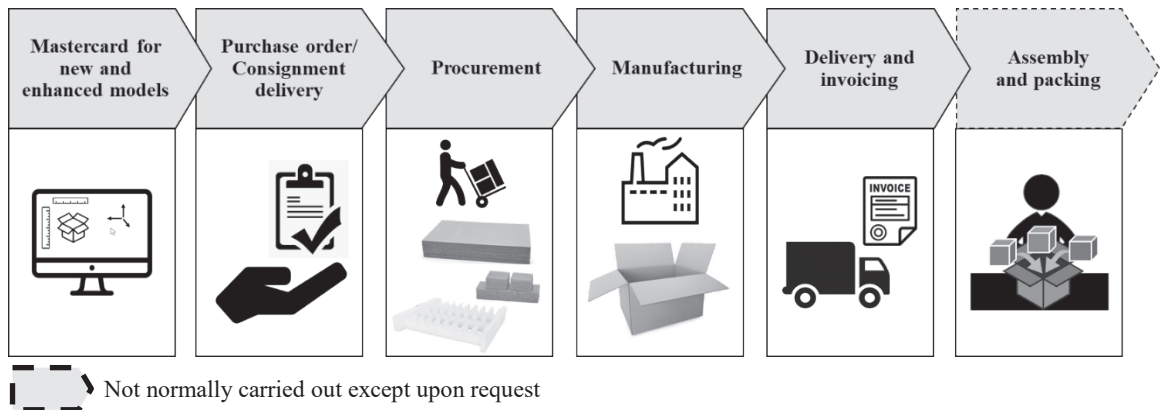 Mastercard for
new and
enhanced models
Purchase order/
Consignment
delivery
Procurement
Manufacturing
Delivery and
invoicing
Assembly
and packing
INVOICE
Not normally carried out except upon request